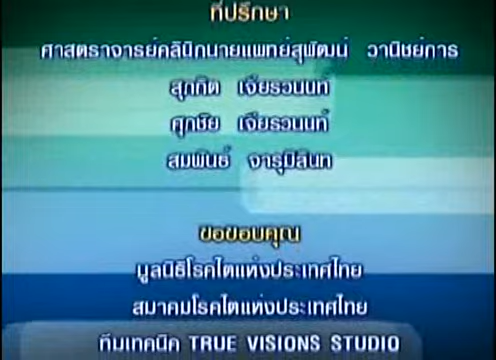 ที่ปรึกษา
ศาสตราจารย์คลินิกนายแพทย์สุพัฒน์ วานิชย์การ
สุภกิต เจียรวนนท์
ศุภชัย เจียรวนนท์
สมพันธ์ จารุมิลินท
ขอขอบคุณ
มูลนิธิโรคไตแห่งประเทศไทย
สมาคมโรคไตแห่งประเทศไทย
ทีมเทคนิค TRUE VISIONS STUDIO